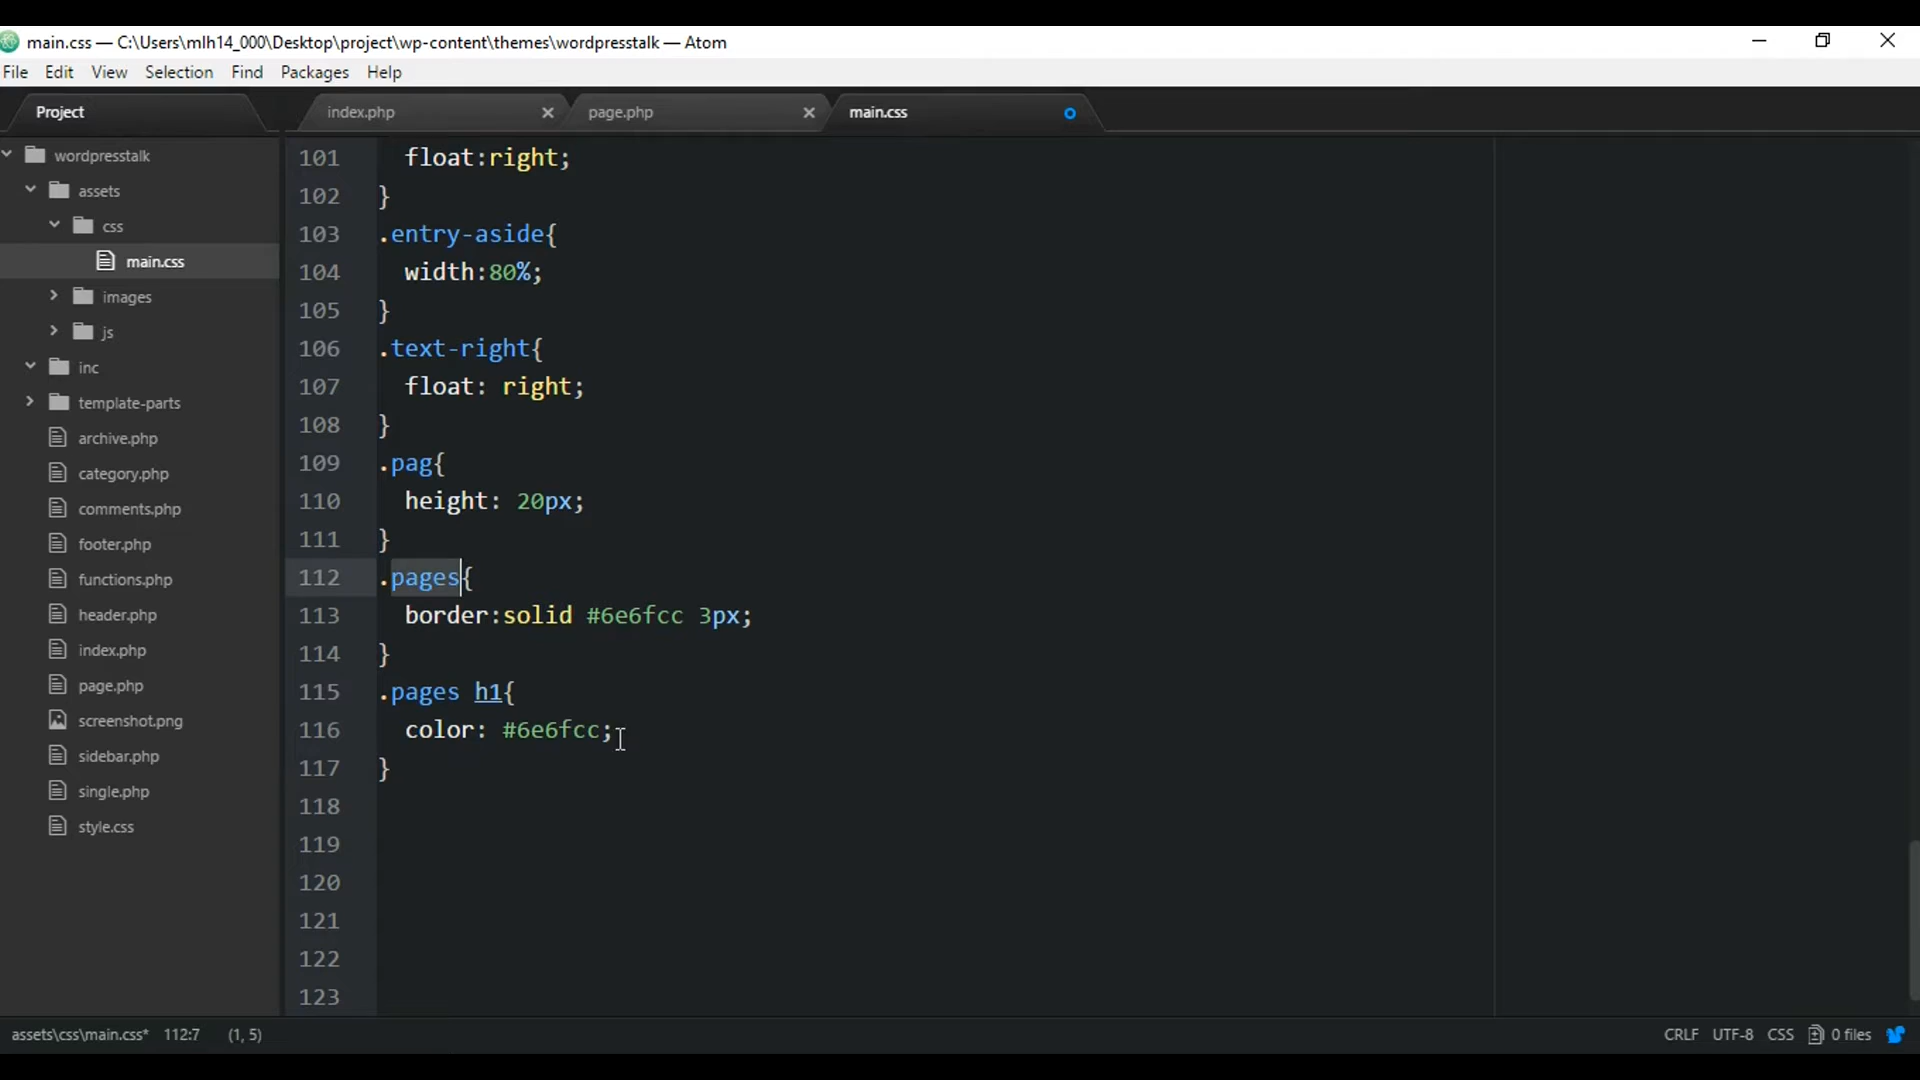 main.css — C:\Users\mlh14_000\Desktop\project\wp-content\themes\wordpresstalk — Atom
File Edit View Selection Find Packages Help
Project
index.php
page.php
main.css
wordpresstalk
assets
css
main.css
images
js
inc
template-parts
archive.php
category.php
comments.php
footer.php
functions.php
header.php
index.php
page.php
screenshot.png
sidebar.php
single.php
style.css
101 float:right;
102 }
103 .entry-aside{
104 width:80%;
105 }
106 .text-right{
107 float: right;
108 }
109 .pag{
110 height: 20px;
111 }
112 .pages{
113 border:solid #6e6fcc 3px;
114 }
115 .pages h1{
116 color: #6e6fcc;
117 }
118
119
120
121
122
123
assets\css\main.css* 112:7 (1, 5)
CRLF UTF-8 CSS 0 files